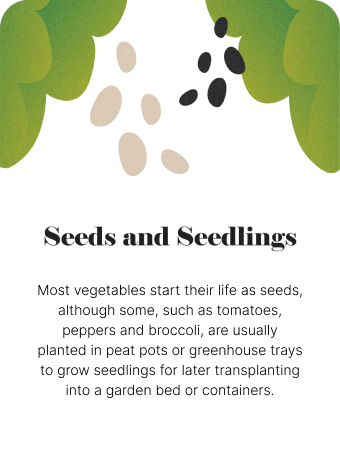 Seeds and Seedlings
Most vegetables start their life as seeds,
although some, such as tomatoes,
peppers and broccoli, are usually
planted in peat pots or greenhouse trays
to grow seedlings for later transplanting
into a garden bed or containers.